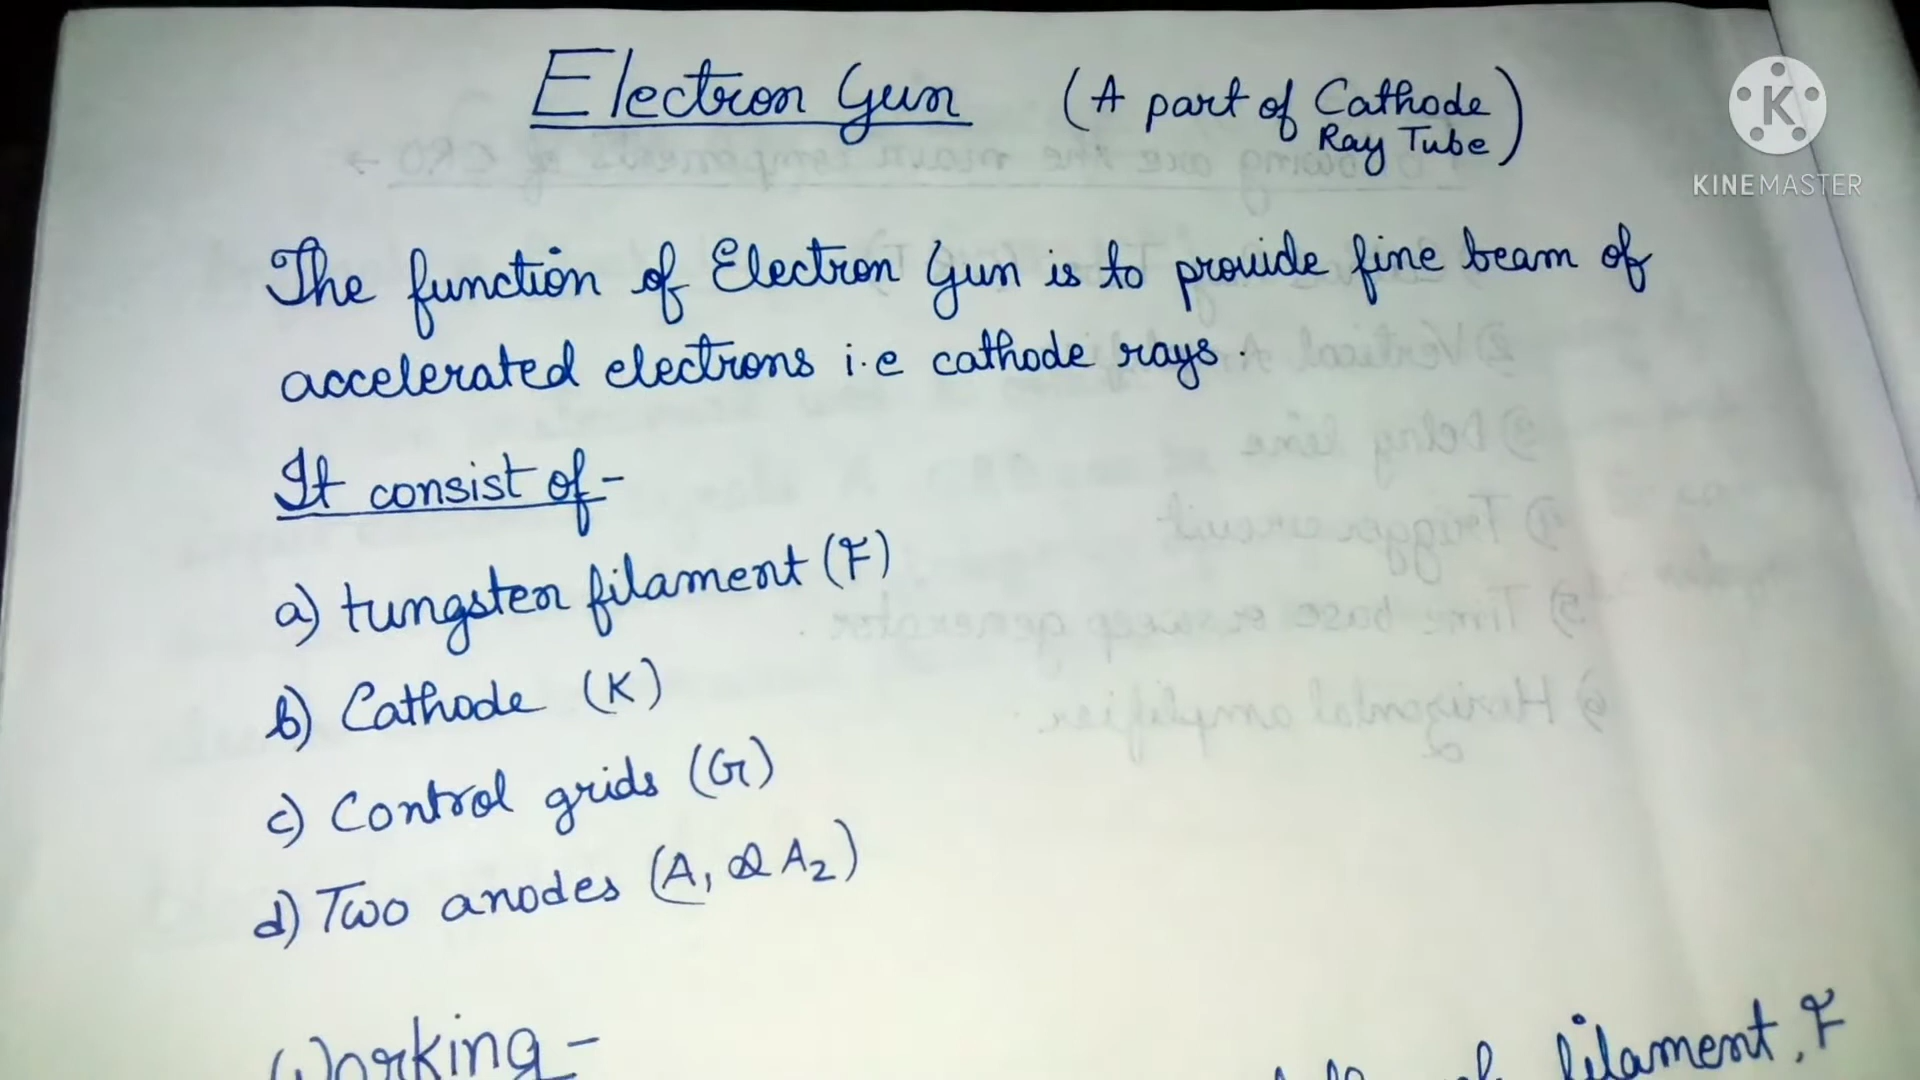 Electron Gun (A part of Cathode
Ray Tube)
K
KINEMASTER
The function of Electron Gun is to provide fine beam of
accelerated electrons i.e cathode rays.
It consist of-
a) tungsten filament (F)
b) Cathode (K)
c) Control grids (G)
d) Two anodes (A1 & A2)
Working -
filament, F